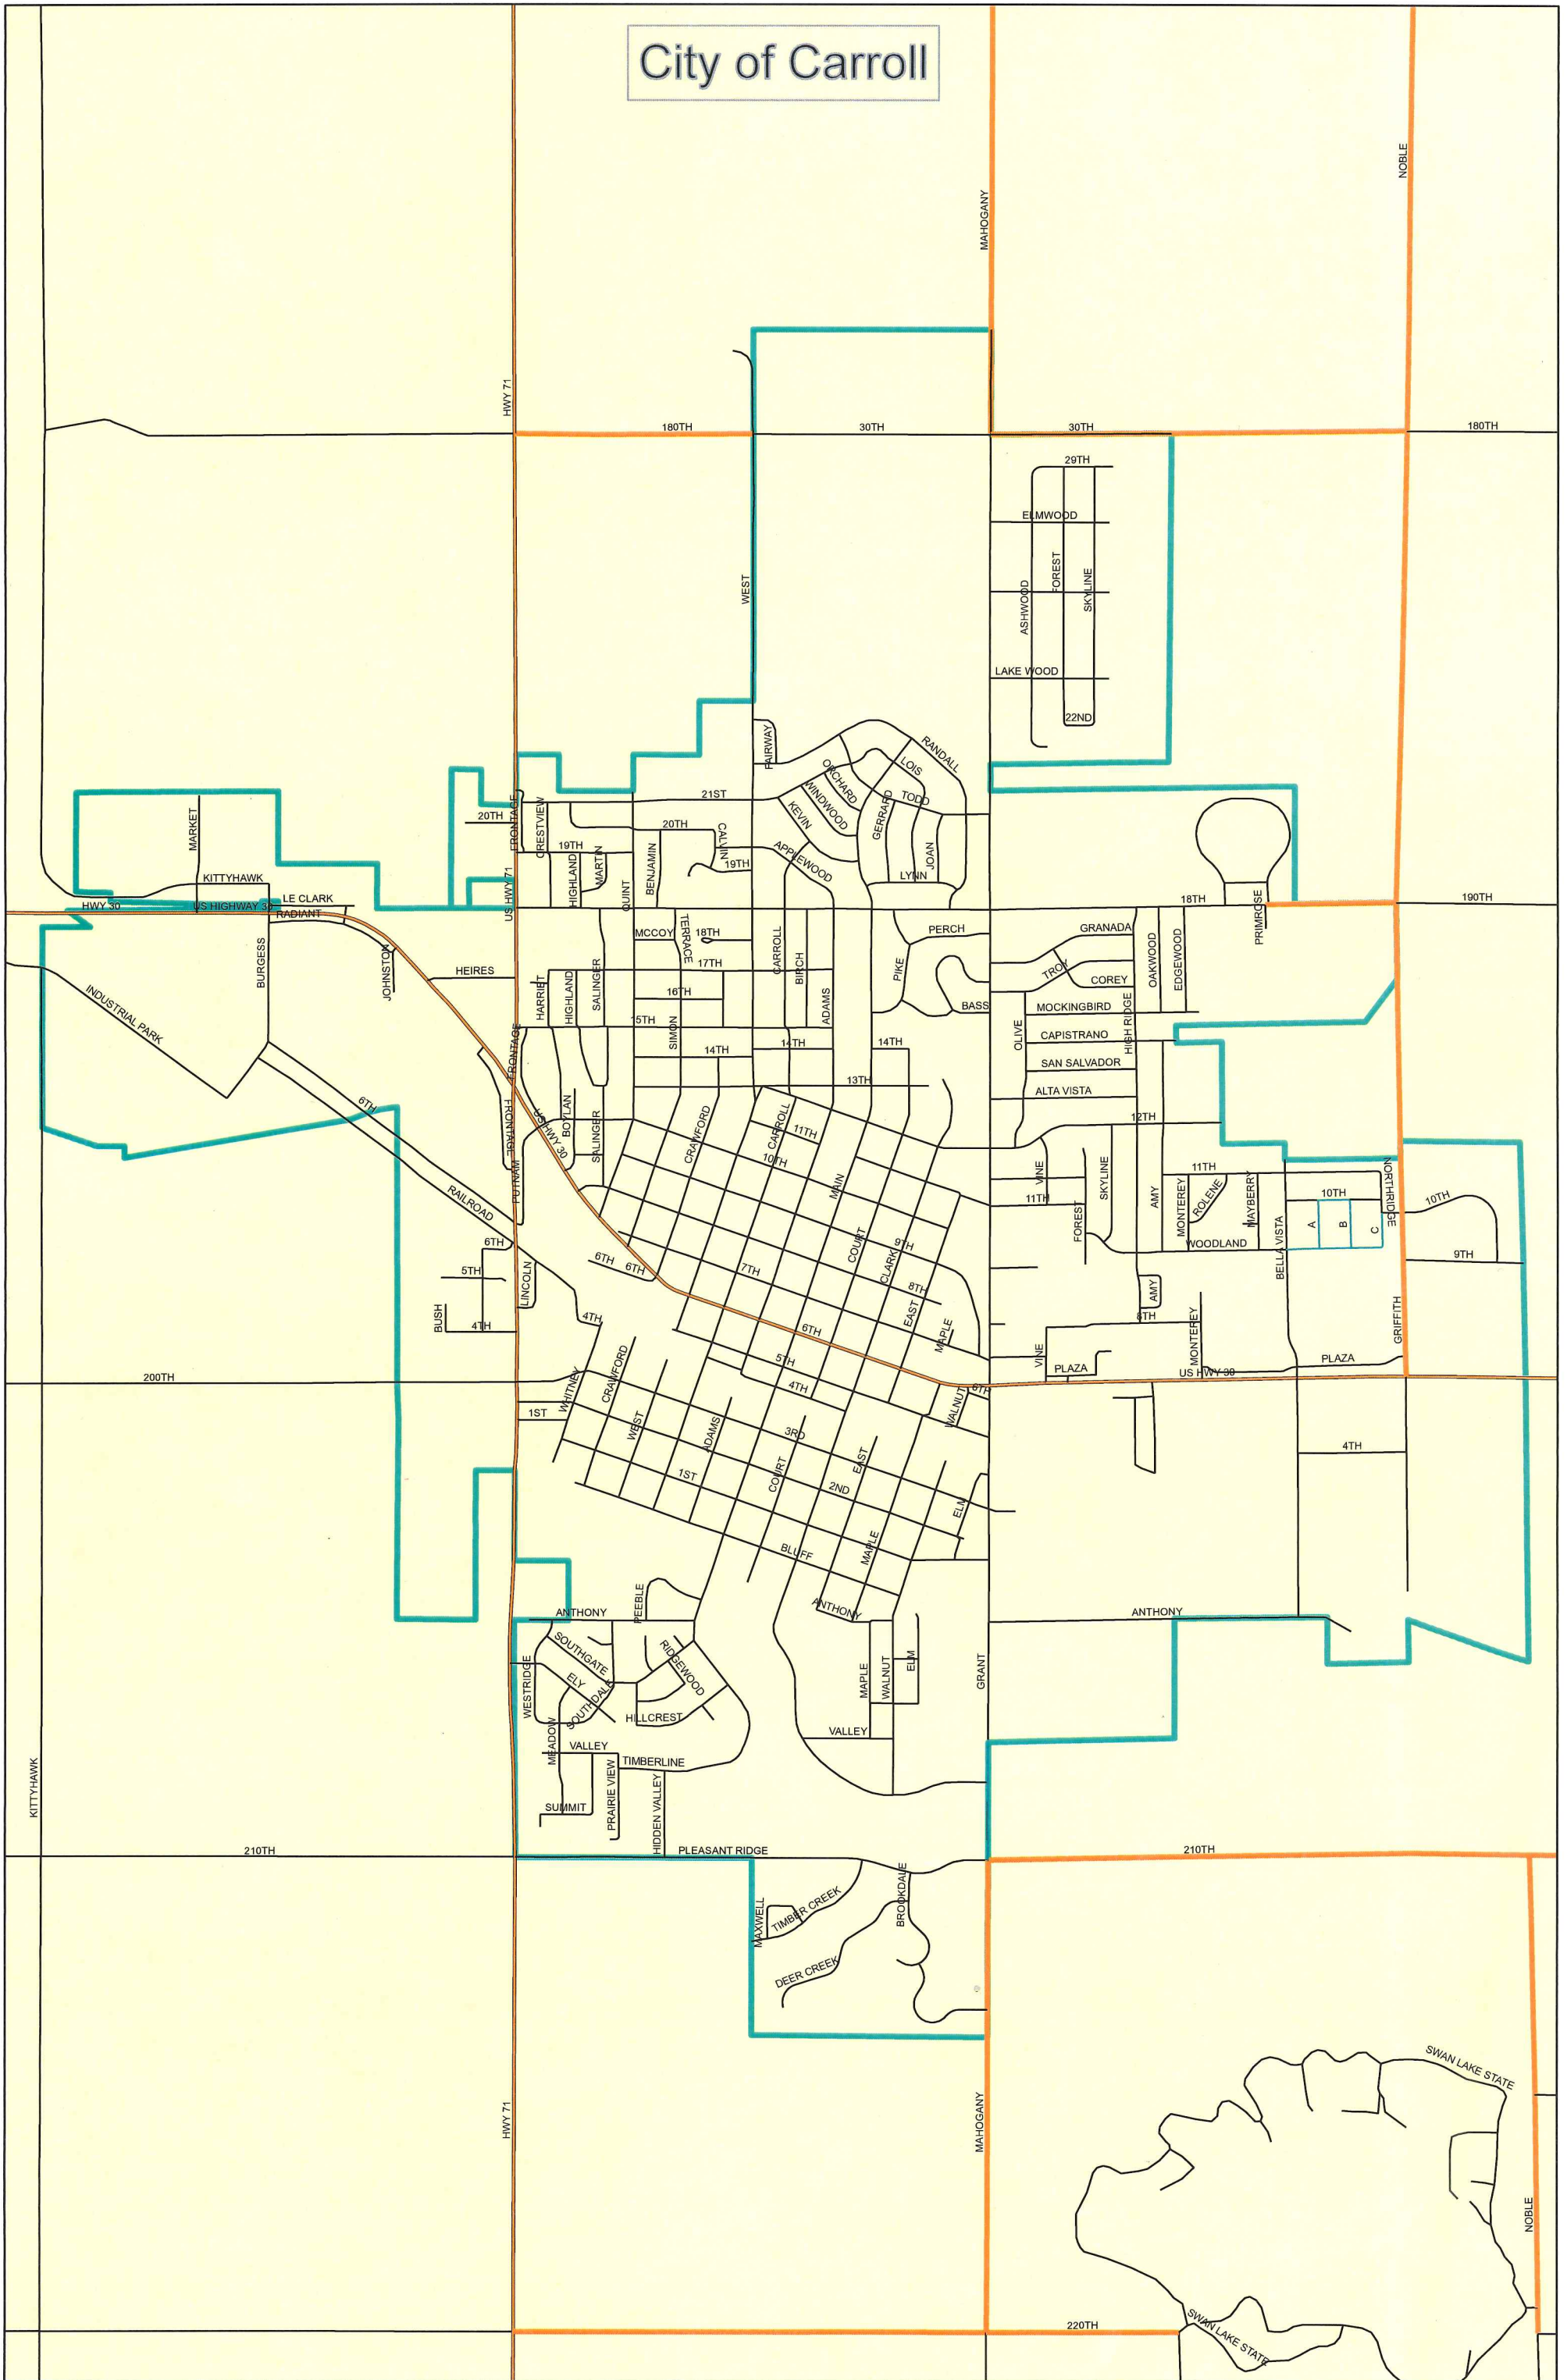 City of Carroll
NOBLE
MAHOGANY
HWY 71
180TH
30TH
30TH
180TH
29TH
ELMWOOD
FOREST
SKYLINE
ASHWOOD
WEST
LAKE WOOD
22ND
FAIRWAY
RANDALL
LOIS
ORCHARD
WINDWOOD
TODD
KEVIN
GERRARD
21ST
MARKET
20TH
FRONTAGE
CRESTVIEW
20TH
CALVIN
19TH
APPLEWOOD
JOAN
19TH
HIGHLAND
MARTIN
BENJAMIN
QUINT
LYNN
KITTYHAWK
LE CLARK
HWY 30
US HIGHWAY 30
RADIANT
US HWY 71
18TH
190TH
PRIMROSE
MCCOY
TERRACE
18TH
CARROLL
PERCH
GRANADA
OAKWOOD
EDGEWOOD
BURGESS
JOHNSTON
HEIRES
17TH
BIRCH
PIKE
TROY
COREY
INDUSTRIAL PARK
HARRIET
HIGHLAND
SALINGER
16TH
ADAMS
BASS
MOCKINGBIRD
15TH
SIMON
OLIVE
CAPISTRANO
HIGH RIDGE
FRONTAGE
14TH
14TH
14TH
SAN SALVADOR
13TH
ALTA VISTA
6TH
FRONTAGE
US HWY 30
BOYLAN
SALINGER
CRAWFORD
CARROLL
11TH
12TH
10TH
PUTNAM
RAILROAD
MAIN
VINE
SKYLINE
11TH
FOREST
AMY
11TH
MONTEREY
ROLENE
MAYBERRY
NORTHRIDGE
10TH
10TH
A
B
C
WOODLAND
BELLA VISTA
9TH
6TH
COURT
9TH
CLARK
6TH
6TH
7TH
8TH
5TH
LINCOLN
EAST
AMY
8TH
BUSH
4TH
4TH
6TH
MAPLE
MONTEREY
GRIFFITH
VINE
PLAZA
PLAZA
US HWY 30
200TH
WHITNEY
CRAWFORD
5TH
4TH
WALNUT
6TH
1ST
WEST
ADAMS
3RD
EAST
4TH
1ST
COURT
2ND
ELM
BLUFF
MAPLE
ANTHONY
PEEBLE
ANTHONY
ANTHONY
SOUTHGATE
RIDGEWOOD
WESTRIDGE
ELY
SOUTHDALE
HILLCREST
MAPLE
WALNUT
ELM
GRANT
MEADOW
VALLEY
TIMBERLINE
VALLEY
PRAIRIE VIEW
HIDDEN VALLEY
SUMMIT
KITTYHAWK
210TH
PLEASANT RIDGE
210TH
MAXWELL
TIMBER CREEK
BROOKDALE
DEER CREEK
SWAN LAKE STATE
HWY 71
MAHOGANY
NOBLE
220TH
SWAN LAKE STATE